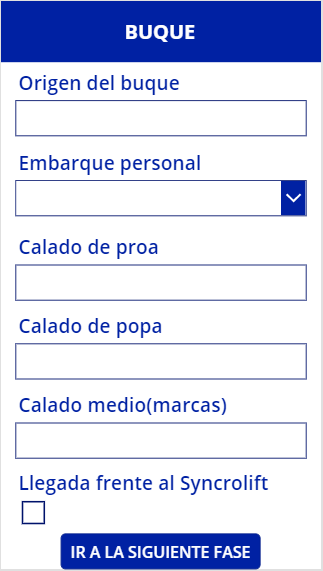 BUQUE
Origen del buque
Embarque personal
Calado de proa
Calado de popa
Calado medio(marcas)
Llegada frente al Syncrolift
IR A LA SIGUIENTE FASE